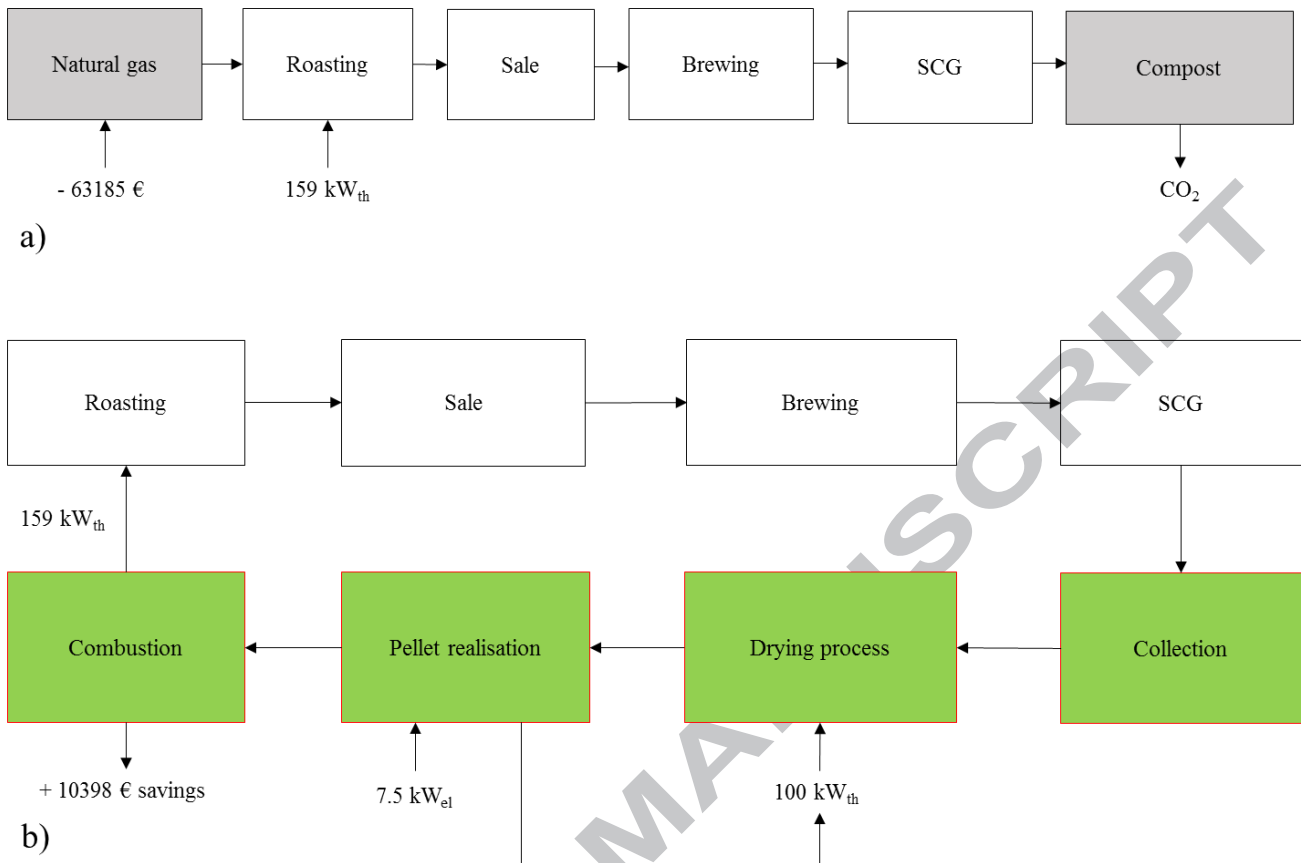 Natural gas
Roasting
Sale
Brewing
SCG
Compost
- 63185 €
159 kWth
CO2
a)
Roasting
Sale
Brewing
SCG
159 kWth
Combustion
Pellet realisation
Drying process
Collection
+ 10398 € savings
7.5 kWel
100 kWth
b)
MANUSCRIPT